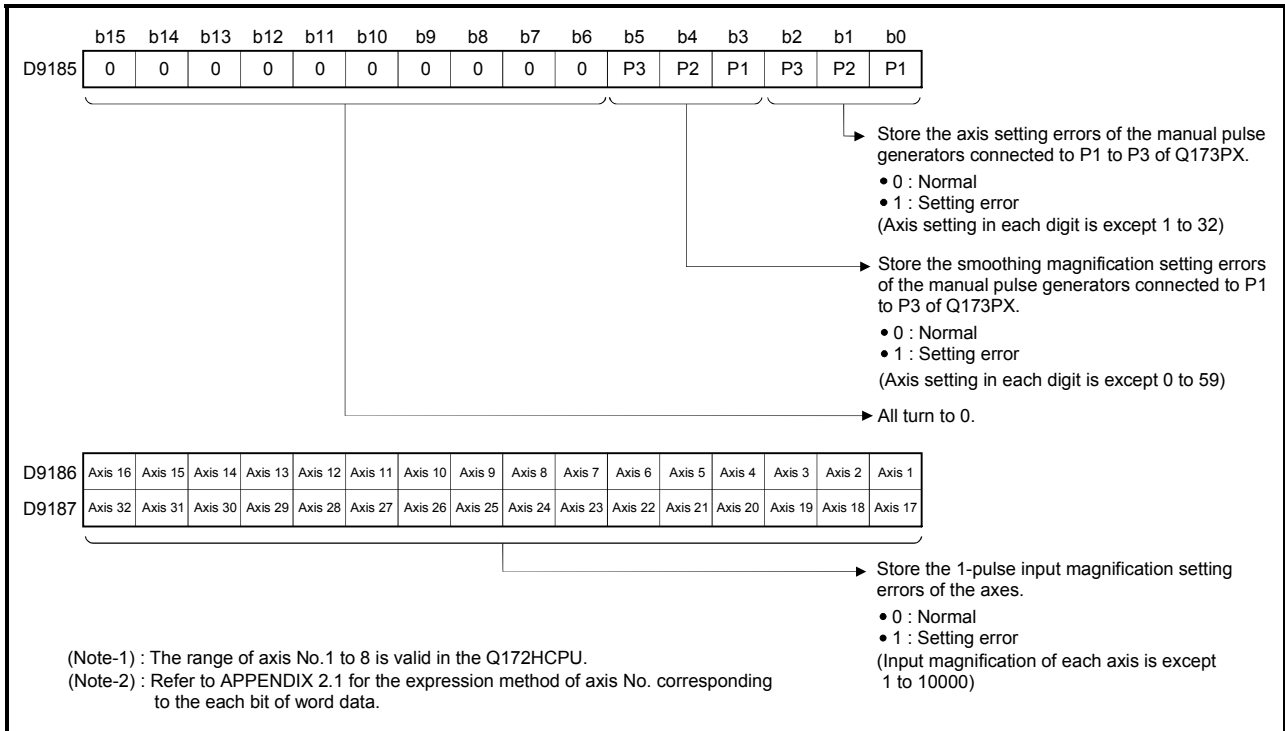 b15 b14 b13 b12 b11 b10 b9 b8 b7 b6 b5 b4 b3 b2 b1 b0
D9185 0 0 0 0 0 0 0 0 0 0 P3 P2 P1 P3 P2 P1
Store the axis setting errors of the manual pulse
generators connected to P1 to P3 of Q173PX.
• 0 : Normal
• 1 : Setting error
(Axis setting in each digit is except 1 to 32)
Store the smoothing magnification setting errors
of the manual pulse generators connected to P1
to P3 of Q173PX.
• 0 : Normal
• 1 : Setting error
(Axis setting in each digit is except 0 to 59)
All turn to 0.
D9186 Axis 16 Axis 15 Axis 14 Axis 13 Axis 12 Axis 11 Axis 10 Axis 9 Axis 8 Axis 7 Axis 6 Axis 5 Axis 4 Axis 3 Axis 2 Axis 1
D9187 Axis 32 Axis 31 Axis 30 Axis 29 Axis 28 Axis 27 Axis 26 Axis 25 Axis 24 Axis 23 Axis 22 Axis 21 Axis 20 Axis 19 Axis 18 Axis 17
Store the 1-pulse input magnification setting
errors of the axes.
• 0 : Normal
• 1 : Setting error
(Input magnification of each axis is except
1 to 10000)
(Note-1) : The range of axis No.1 to 8 is valid in the Q172HCPU.
(Note-2) : Refer to APPENDIX 2.1 for the expression method of axis No. corresponding
to the each bit of word data.